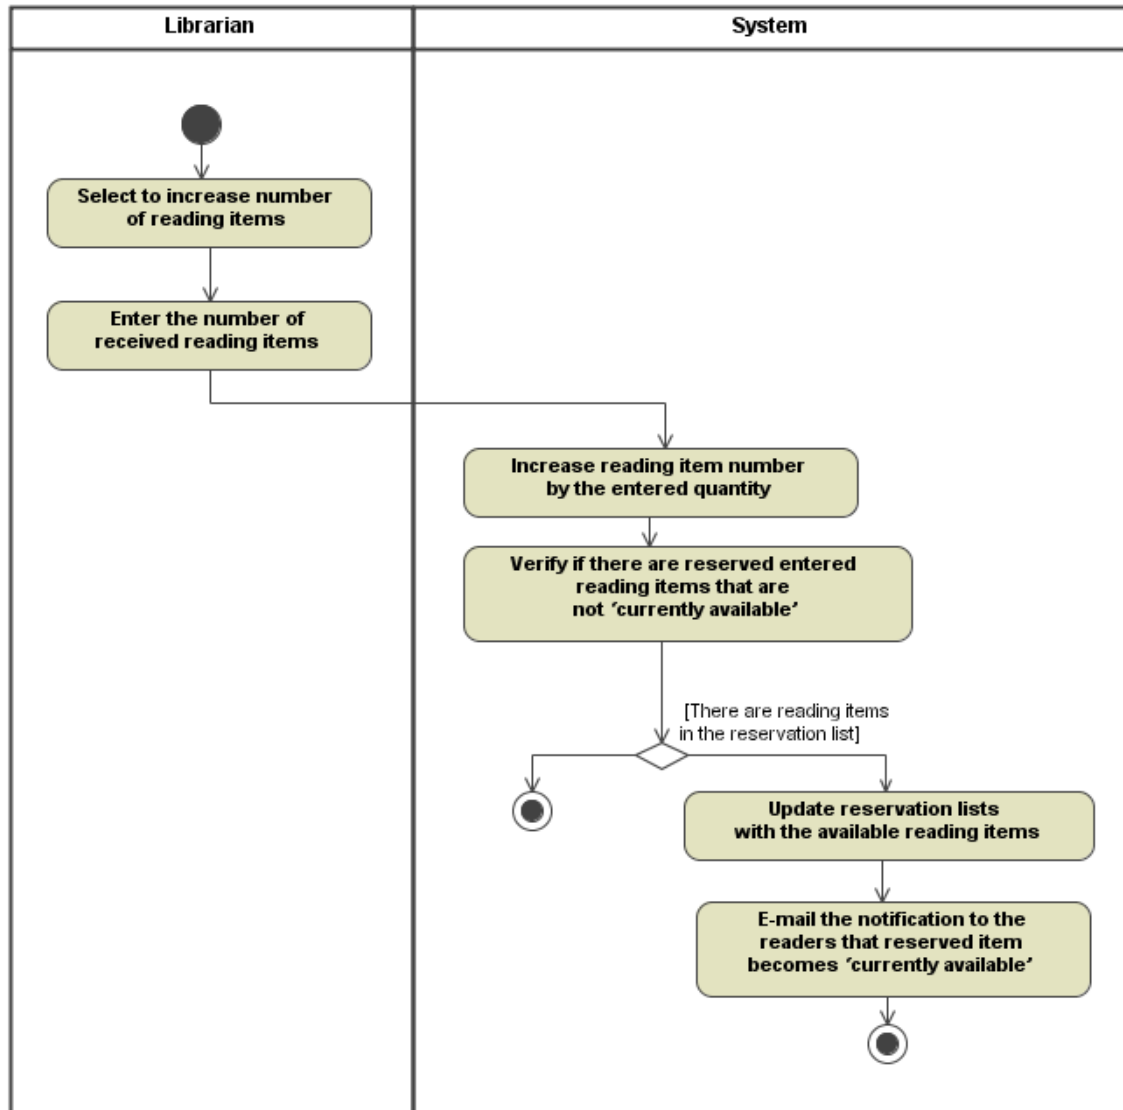 Librarian
System
Select to increase number
of reading items
Enter the number of
received reading items
Increase reading item number
by the entered quantity
Verify if there are reserved entered
reading items that are
not ‘currently available’
[There are reading items
in the reservation list]
Update reservation lists
with the available reading items
E-mail the notification to the
readers that reserved item
becomes ‘currently available’